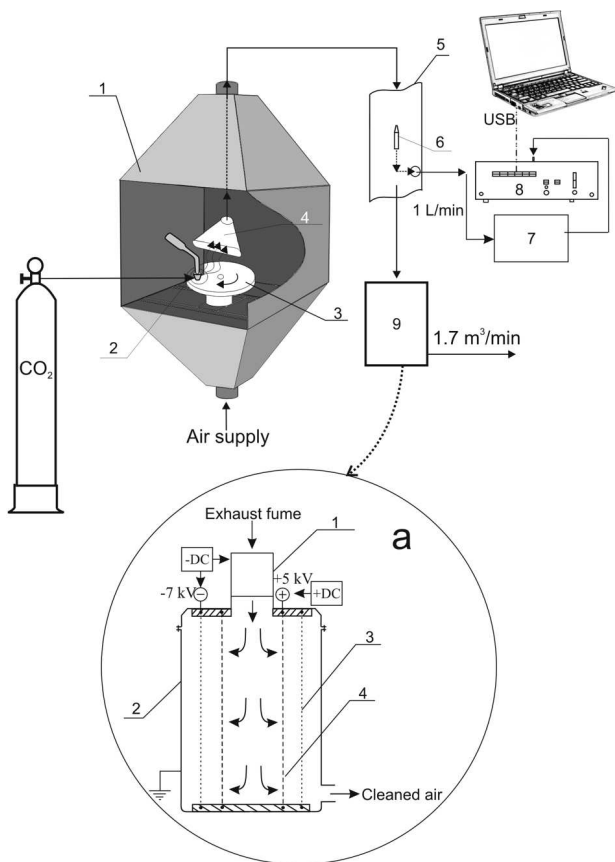 5
1
6
USB
8
4
1 L/min
7
3
2
9
1.7 m³/min
CO₂
Air supply
Exhaust fume
1
a
-DC
+5 kV
-7 kV
−
+
+DC
3
2
4
Cleaned air